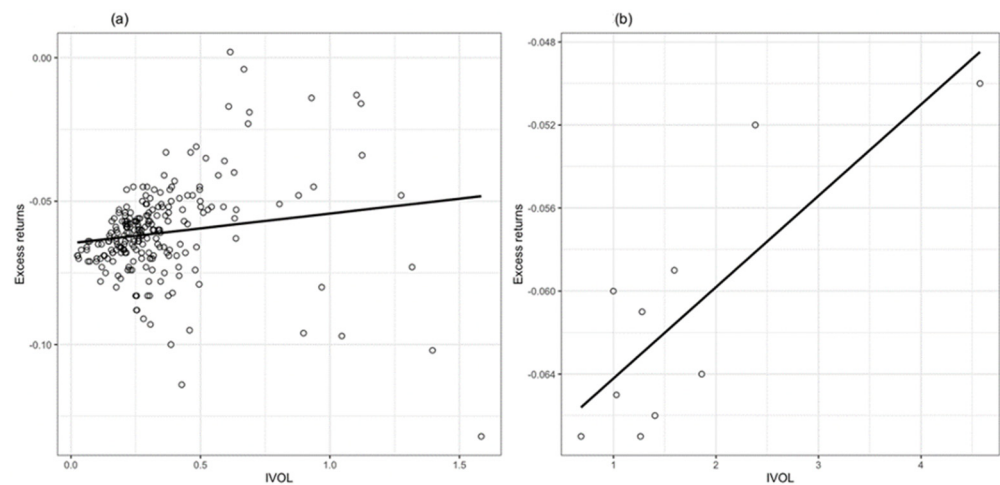 (a)
0.00
-0.05
-0.10
Excess returns
0.0 0.5 1.0 1.5
IVOL
(b)
-0.048
-0.052
-0.056
-0.060
-0.064
Excess returns
1 2 3 4
IVOL